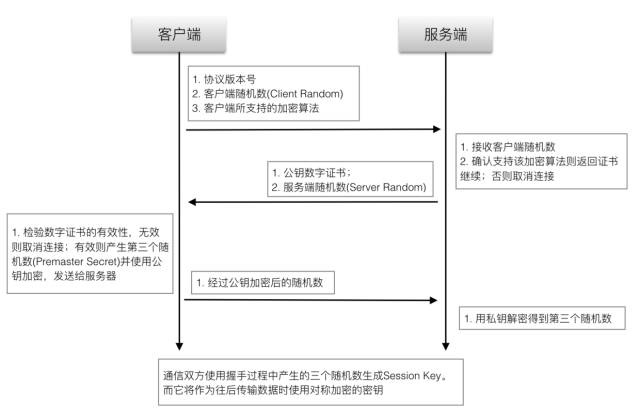 客户端
服务端
1. 协议版本号
2. 客户端随机数(Client Random)
3. 客户端所支持的加密算法
1. 接收客户端随机数
2. 确认支持该加密算法则返回证书
继续；否则取消连接
1. 公钥数字证书；
2. 服务端随机数(Server Random)
1. 检验数字证书的有效性，无效
则取消连接；有效则产生第三个随
机数(Premaster Secret)并使用公
钥加密，发送给服务器
1. 经过公钥加密后的随机数
1. 用私钥解密得到第三个随机数
通信双方使用握手过程中产生的三个随机数生成Session Key。
而它将作为往后传输数据时使用对称加密的密钥